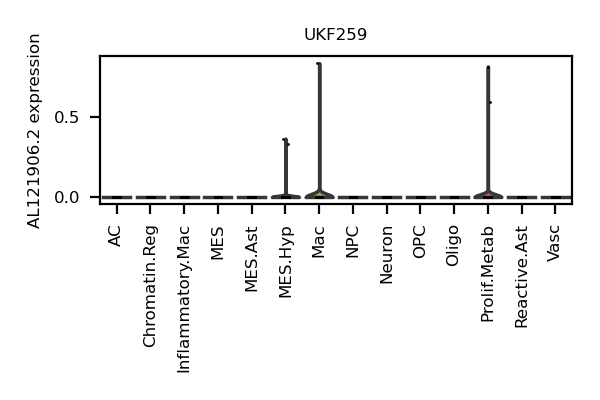 UKF259
AL121906.2 expression
0.5
0.0
AC
Chromatin.Reg
Inflammatory.Mac
MES
MES.Ast
MES.Hyp
Mac
NPC
Neuron
OPC
Oligo
Prolif.Metab
Reactive.Ast
Vasc